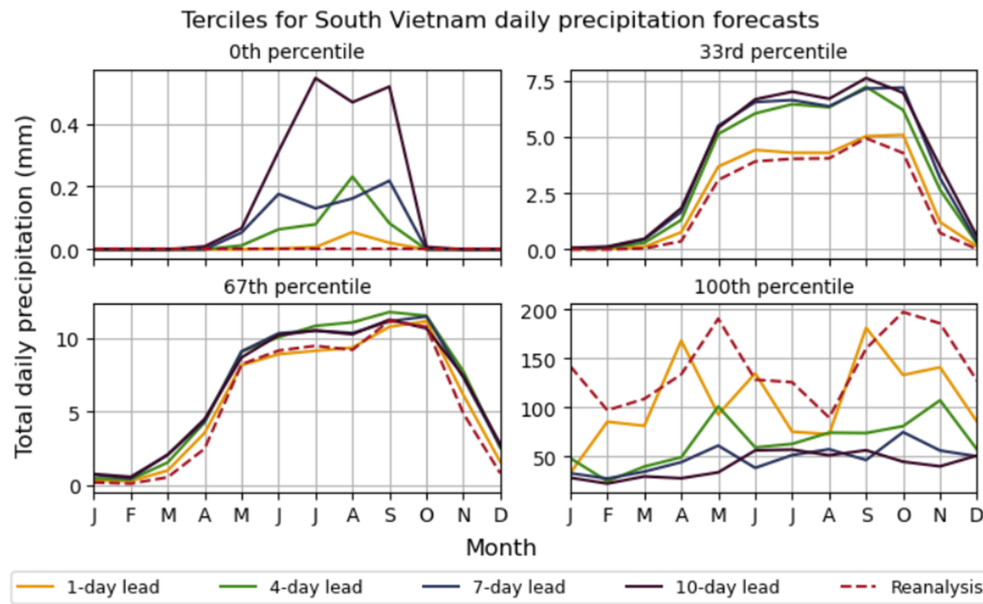 Terciles for South Vietnam daily precipitation forecasts
0th percentile
33rd percentile
0.4
0.2
0.0
7.5
5.0
2.5
0.0
67th percentile
100th percentile
10
5
0
200
150
100
50
J F M A M J J A S O N D
J F M A M J J A S O N D
Total daily precipitation (mm)
Month
1-day lead 4-day lead 7-day lead 10-day lead Reanalysis